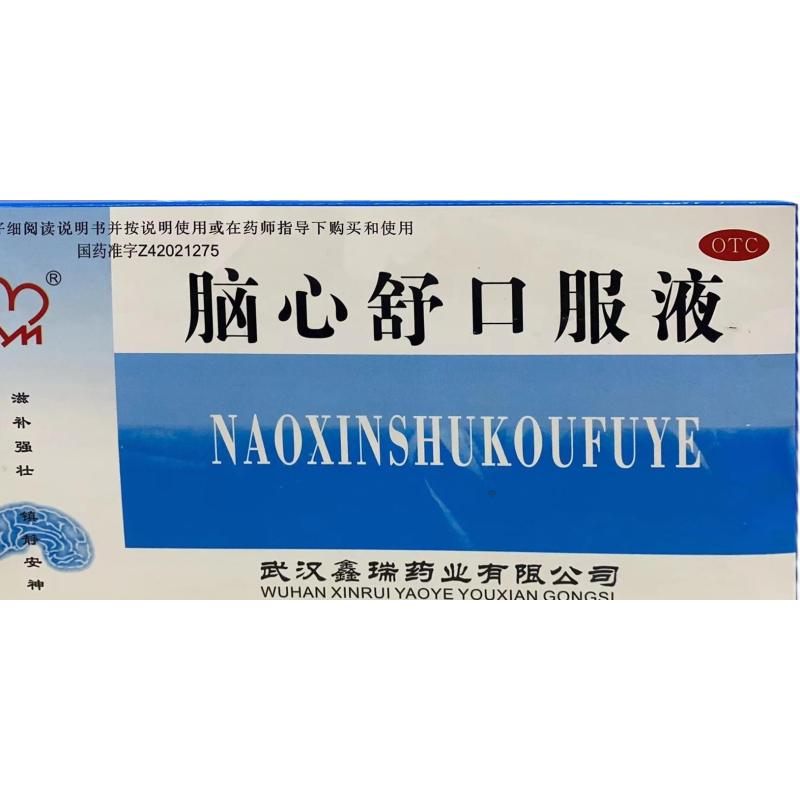 仔细阅读说明书并按说明使用或在药师指导下购买和使用
国药准字Z42021275
OTC
®
脑心舒口服液
滋补强壮 镇静安神
NAOXINSHUKOUFUYE
武汉鑫瑞药业有限公司
WUHAN XINRUI YAOYE YOUXIAN GONGSI